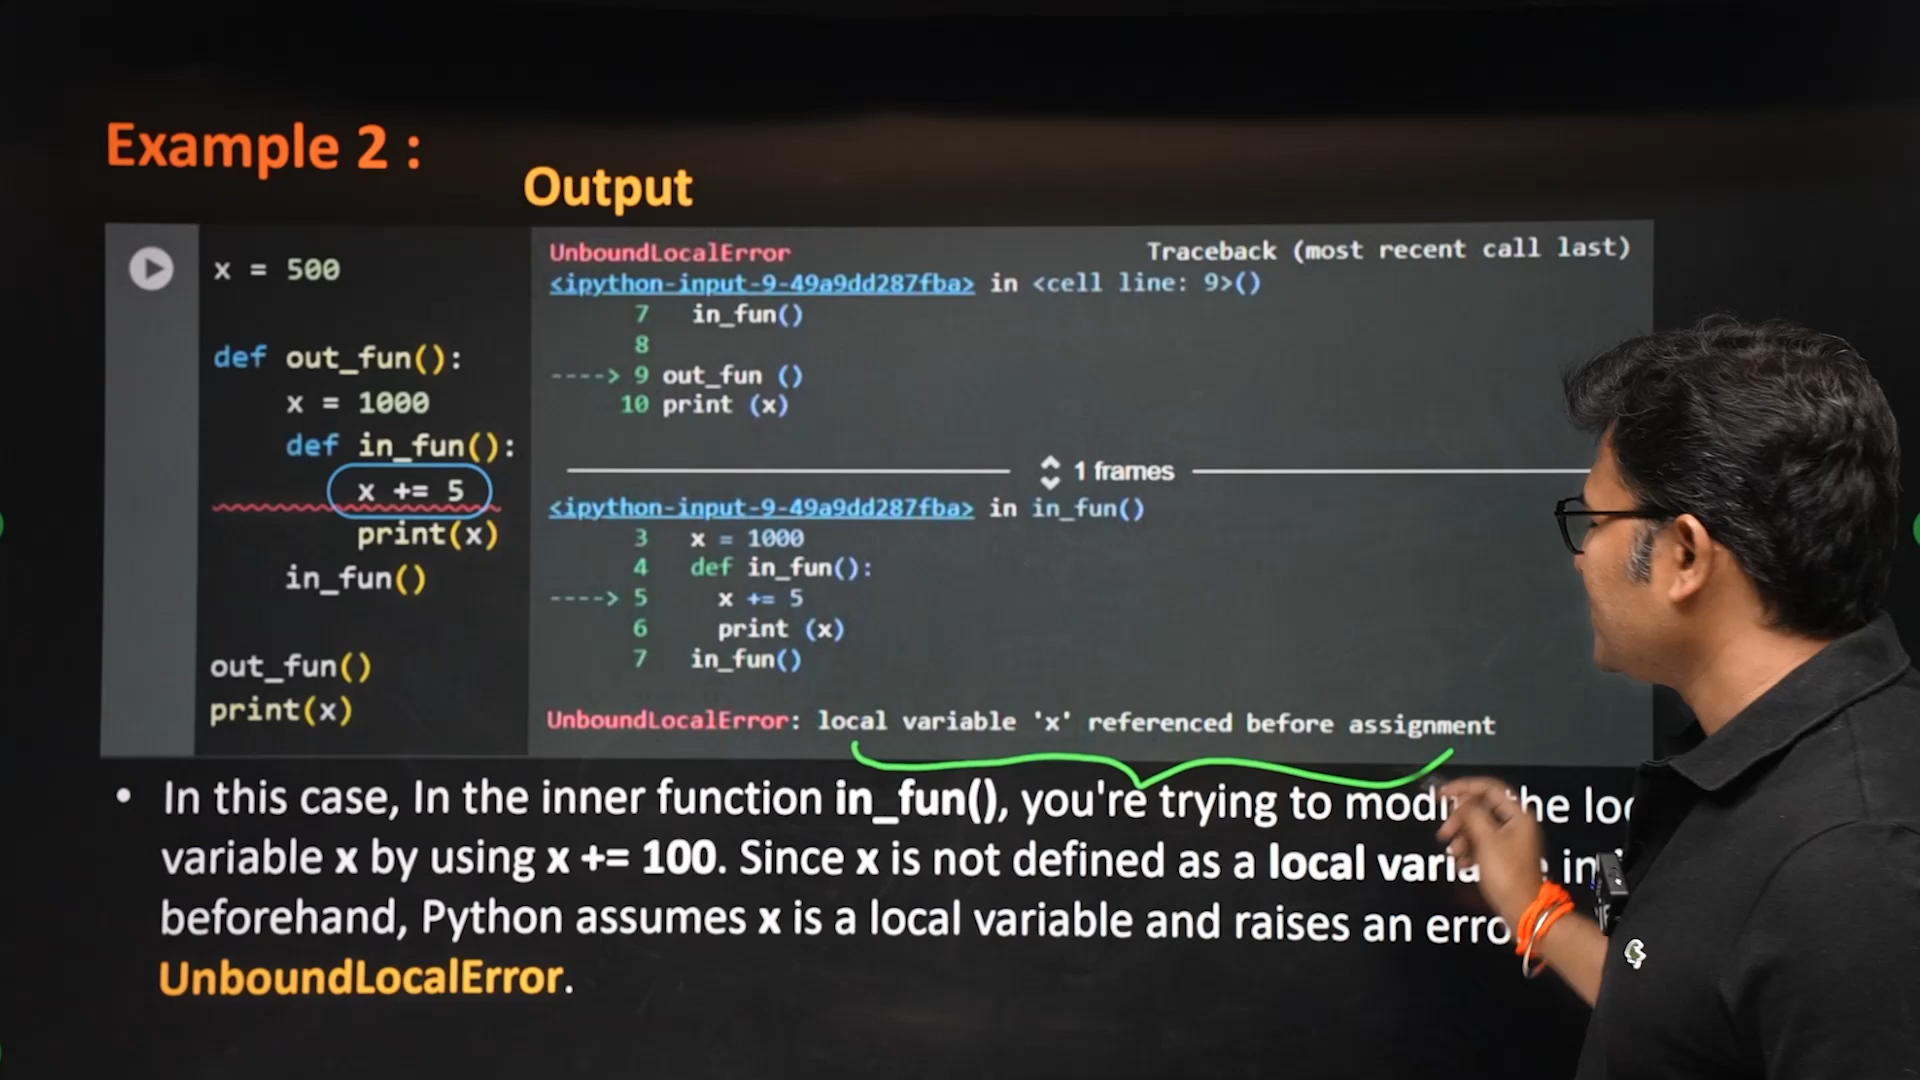 Example 2 :
Output
x = 500
def out_fun():
x = 1000
def in_fun():
x += 5
print(x)
in_fun()
out_fun()
print(x)
UnboundLocalError Traceback (most recent call last)
<ipython-input-9-49a9dd287fba> in <cell line: 9>()
7 in_fun()
8
----> 9 out_fun ()
10 print (x)
1 frames
<ipython-input-9-49a9dd287fba> in in_fun()
3 x = 1000
4 def in_fun():
----> 5 x += 5
6 print (x)
7 in_fun()
UnboundLocalError: local variable 'x' referenced before assignment
• In this case, In the inner function in_fun(), you're trying to the
variable x by using x += 100. Since x is not defined as a local
beforehand, Python assumes x is a local variable and raises an
UnboundLocalError.